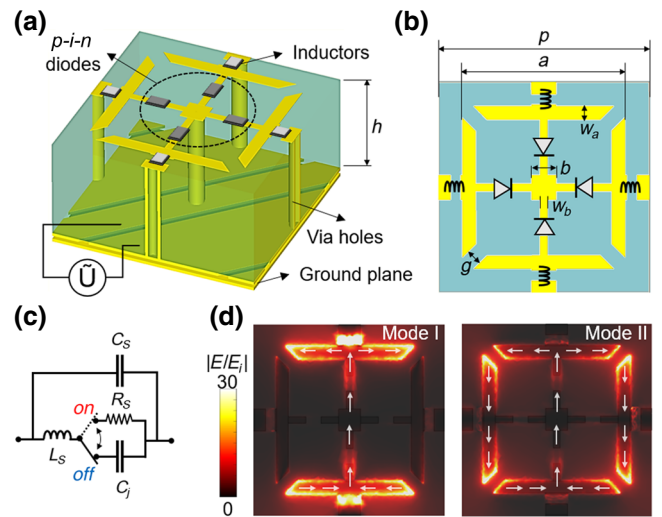 (a)
p-i-n
diodes
Inductors
h
Via holes
Ground plane
Ũ
(b)
p
a
wₐ
b
w_b
g
(c)
C_S
on
R_S
L_S
off
C_j
(d)
|E/E_i|
30
0
Mode I
Mode II